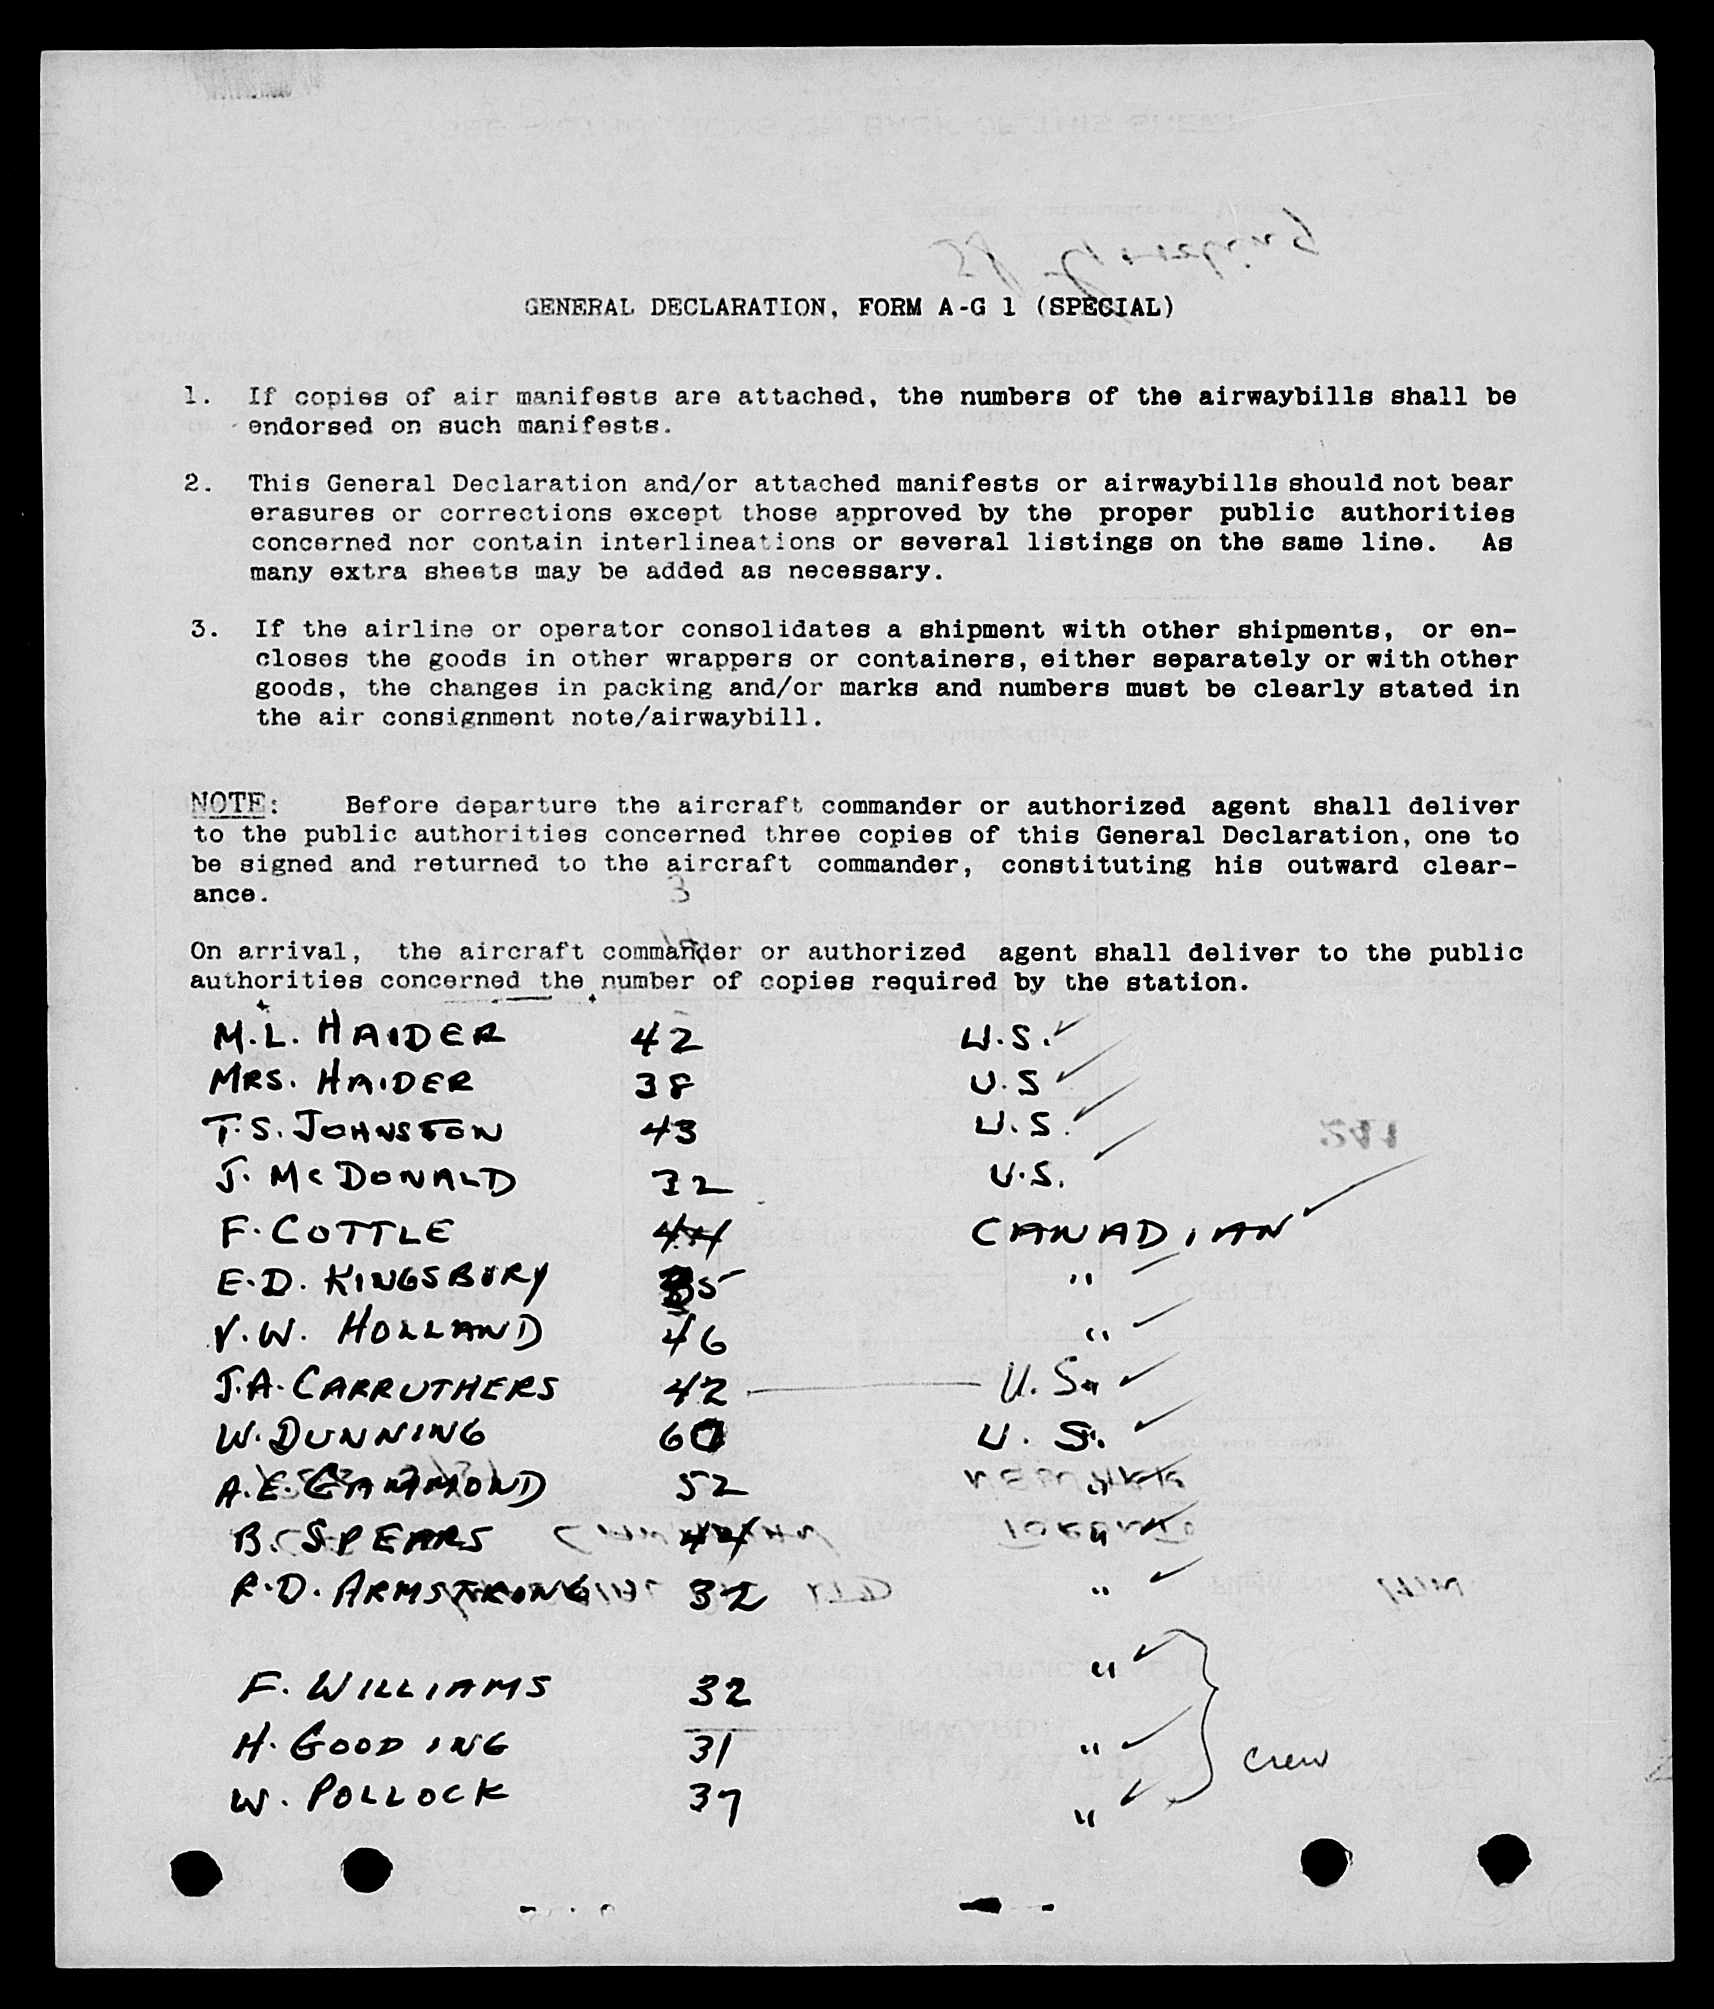 GENERAL DECLARATION, FORM A-G 1 (SPECIAL)
1. If copies of air manifests are attached, the numbers of the airwaybills shall be
endorsed on such manifests.
2. This General Declaration and/or attached manifests or airwaybills should not bear
erasures or corrections except those approved by the proper public authorities
concerned nor contain interlineations or several listings on the same line. As
many extra sheets may be added as necessary.
3. If the airline or operator consolidates a shipment with other shipments, or en-
closes the goods in other wrappers or containers, either separately or with other
goods, the changes in packing and/or marks and numbers must be clearly stated in
the air consignment note/airwaybill.
NOTE: Before departure the aircraft commander or authorized agent shall deliver
to the public authorities concerned three copies of this General Declaration, one to
be signed and returned to the aircraft commander, constituting his outward clear-
ance.
On arrival, the aircraft commander or authorized agent shall deliver to the public
authorities concerned the number of copies required by the station.
M.L. HAIDER 42 U.S.
MRS. HAIDER 38 U.S
T.S. JOHNSTON 43 U.S.
J. McDONALD 32 U.S.
F. COTTLE 44 CANADIAN
E.D. KINGSBURY 35 "
V.W. HOLLAND 46 "
J.A. CARRUTHERS 42 U.S.
W. DUNNING 60 U.S.
A.E. GAMMOND 52 "
B. SPEARS 44 "
R.D. ARMSTRONG 32 "
F. WILLIAMS 32 "
H. GOODING 31 " crew
W. POLLOCK 37 "